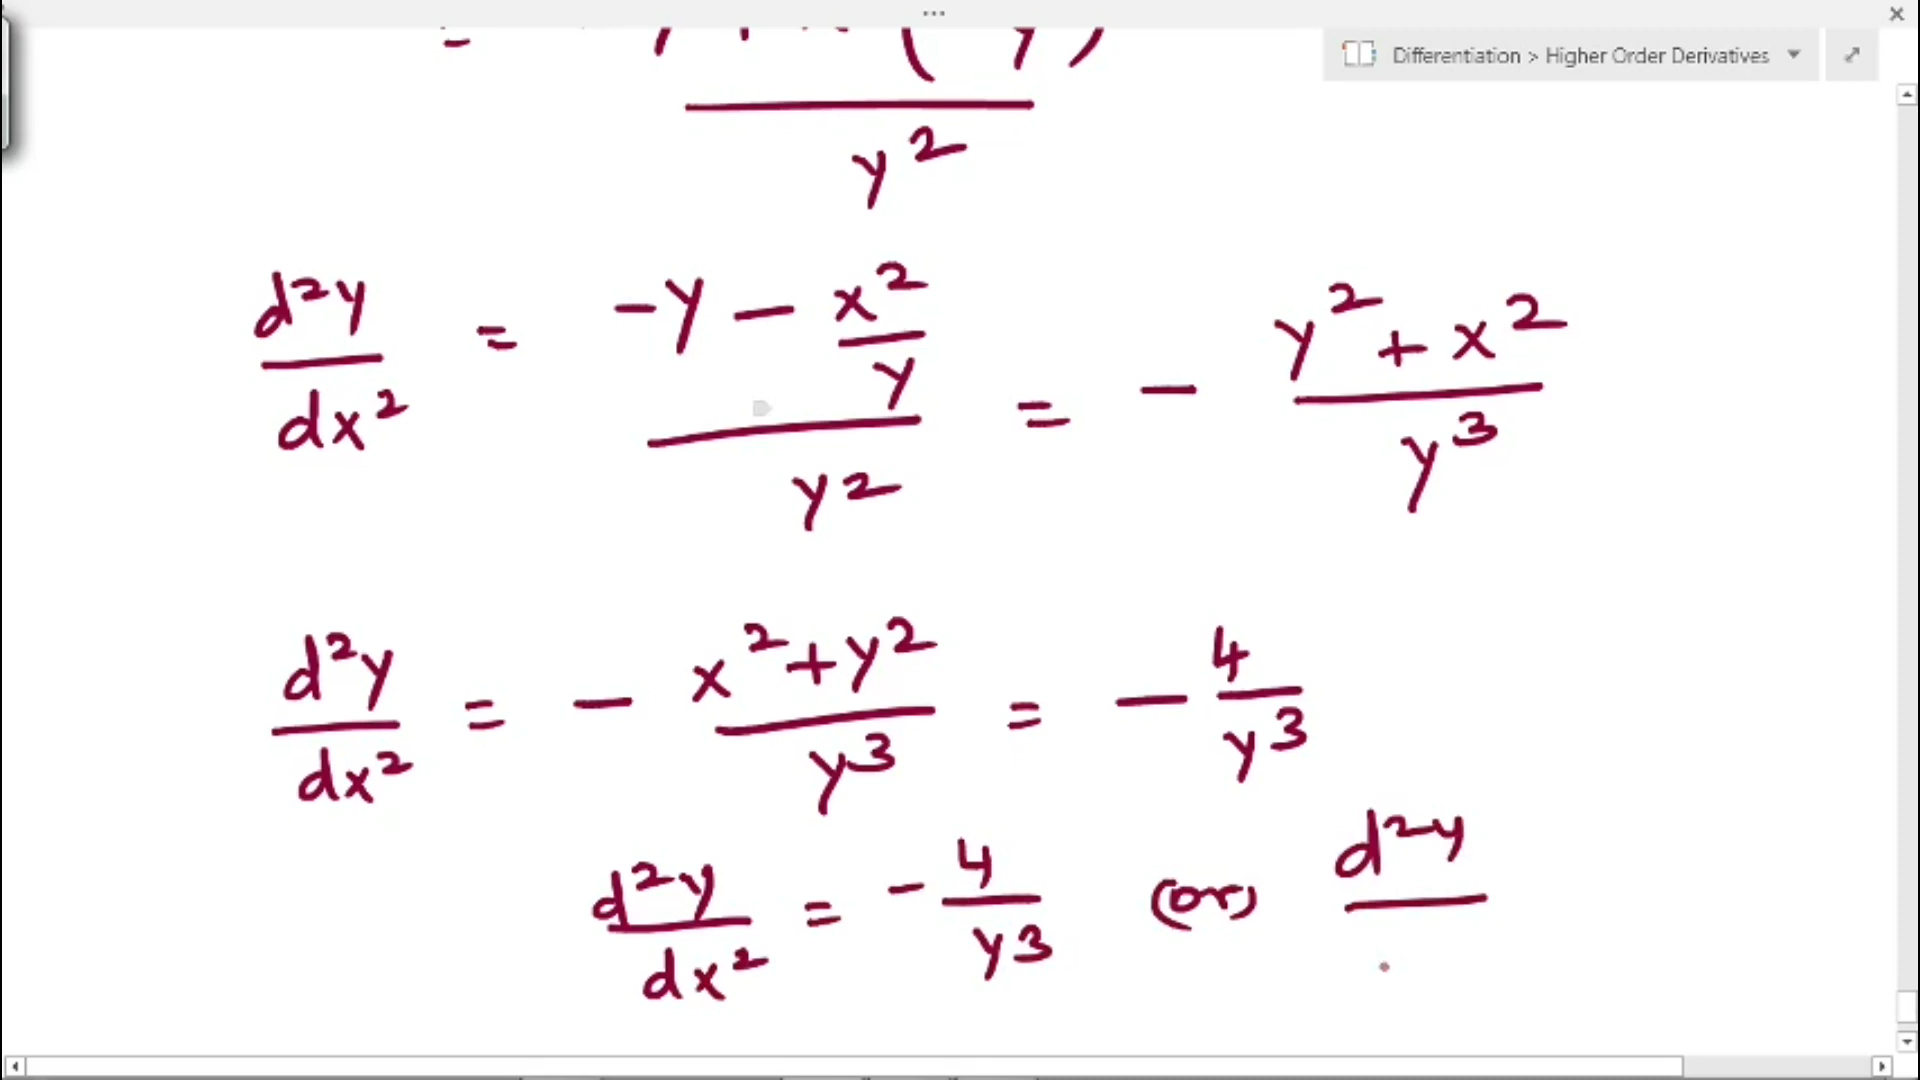 Differentiation > Higher Order Derivatives
y²
d²y/dx² = (-y - x²/y)/y² = - (y² + x²)/y³
d²y/dx² = - (x² + y²)/y³ = - 4/y³
d²y/dx² = - 4/y³ (or) d²y